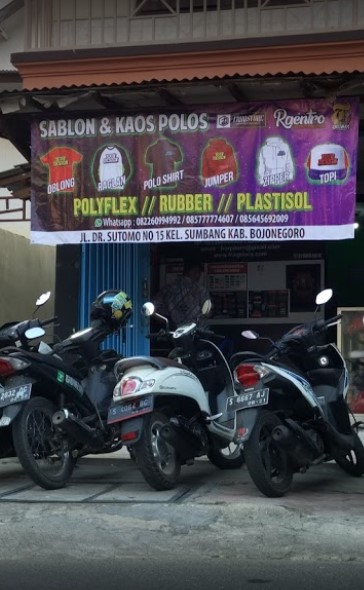 SABLON & KAOS POLOS
Rgentro
OBLONG
RAGLAN
POLO SHIRT
JUMPER
ZIPPER
TOPI
POLYFLEX // RUBBER // PLASTISOL
Whatsapp : 082260994992 / 085777774607 / 085645692009
JL. DR. SUTOMO NO 15 KEL. SUMBANG KAB. BOJONEGORO